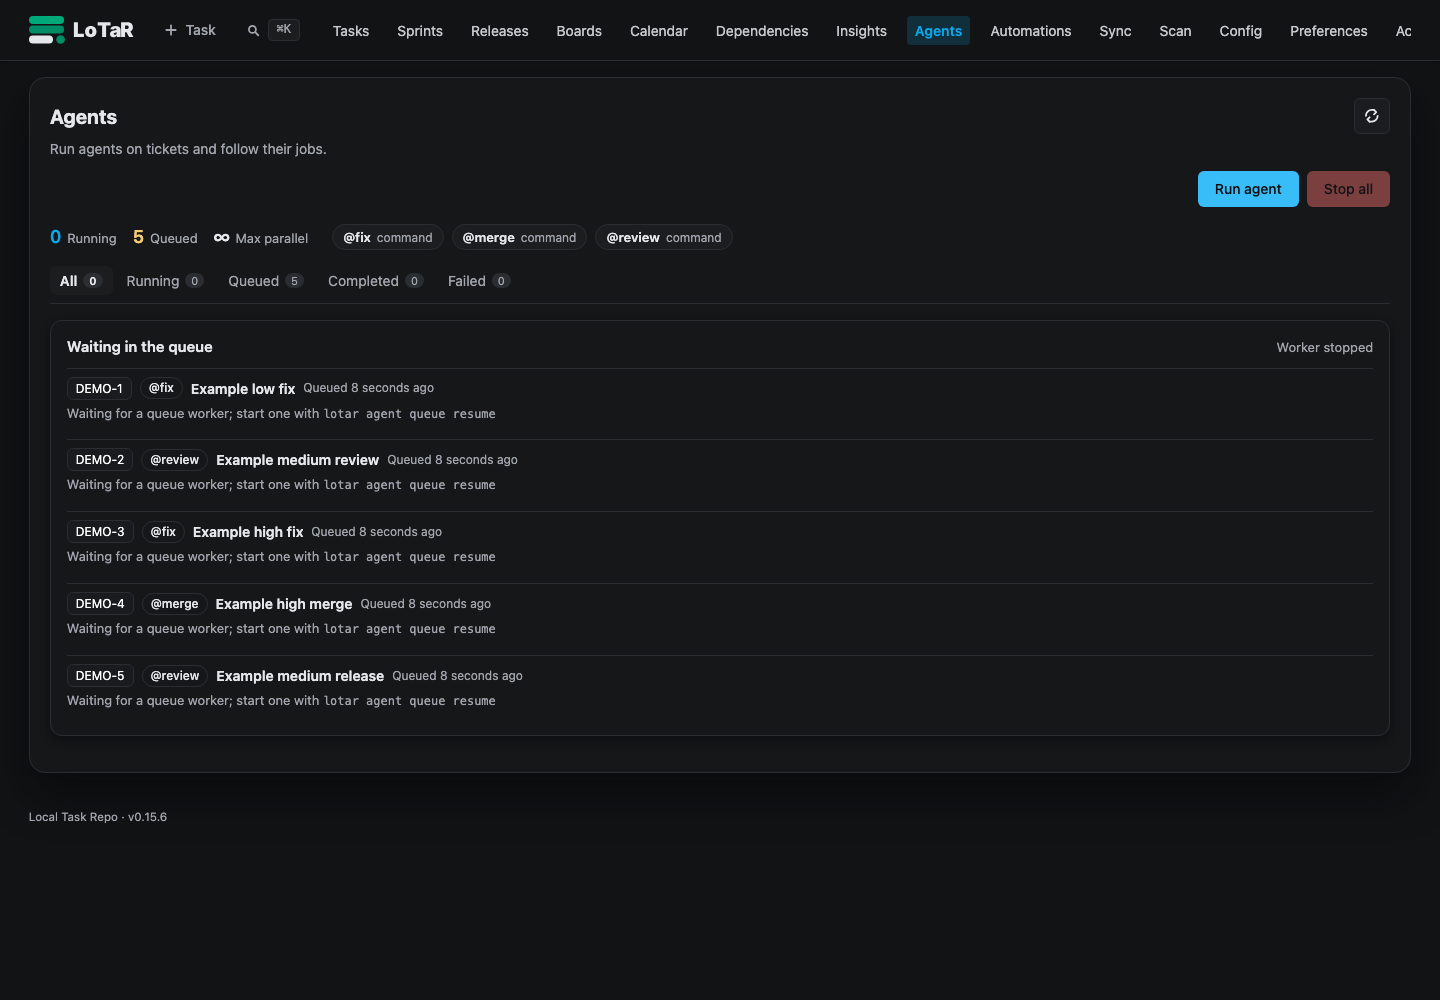 LoTaR + Task ⌘K Tasks Sprints Releases Boards Calendar Dependencies Insights Agents Automations Sync Scan Config Preferences Ac
Agents
Run agents on tickets and follow their jobs.
Run agent Stop all
0 Running 5 Queued ∞ Max parallel @fix command @merge command @review command
All 0 Running 0 Queued 5 Completed 0 Failed 0
Waiting in the queue Worker stopped
DEMO-1 @fix Example low fix Queued 8 seconds ago
Waiting for a queue worker; start one with lotar agent queue resume
DEMO-2 @review Example medium review Queued 8 seconds ago
Waiting for a queue worker; start one with lotar agent queue resume
DEMO-3 @fix Example high fix Queued 8 seconds ago
Waiting for a queue worker; start one with lotar agent queue resume
DEMO-4 @merge Example high merge Queued 8 seconds ago
Waiting for a queue worker; start one with lotar agent queue resume
DEMO-5 @review Example medium release Queued 8 seconds ago
Waiting for a queue worker; start one with lotar agent queue resume
Local Task Repo · v0.15.6